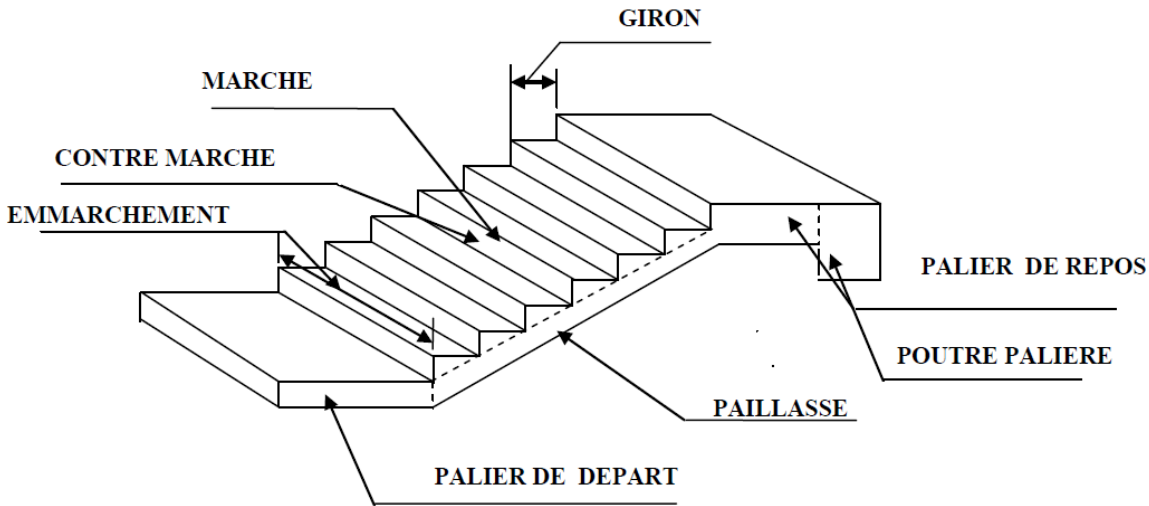 GIRON
MARCHE
CONTRE MARCHE
EMMARCHEMENT
PALIER DE REPOS
POUTRE PALIERE
PAILLASSE
PALIER DE DEPART